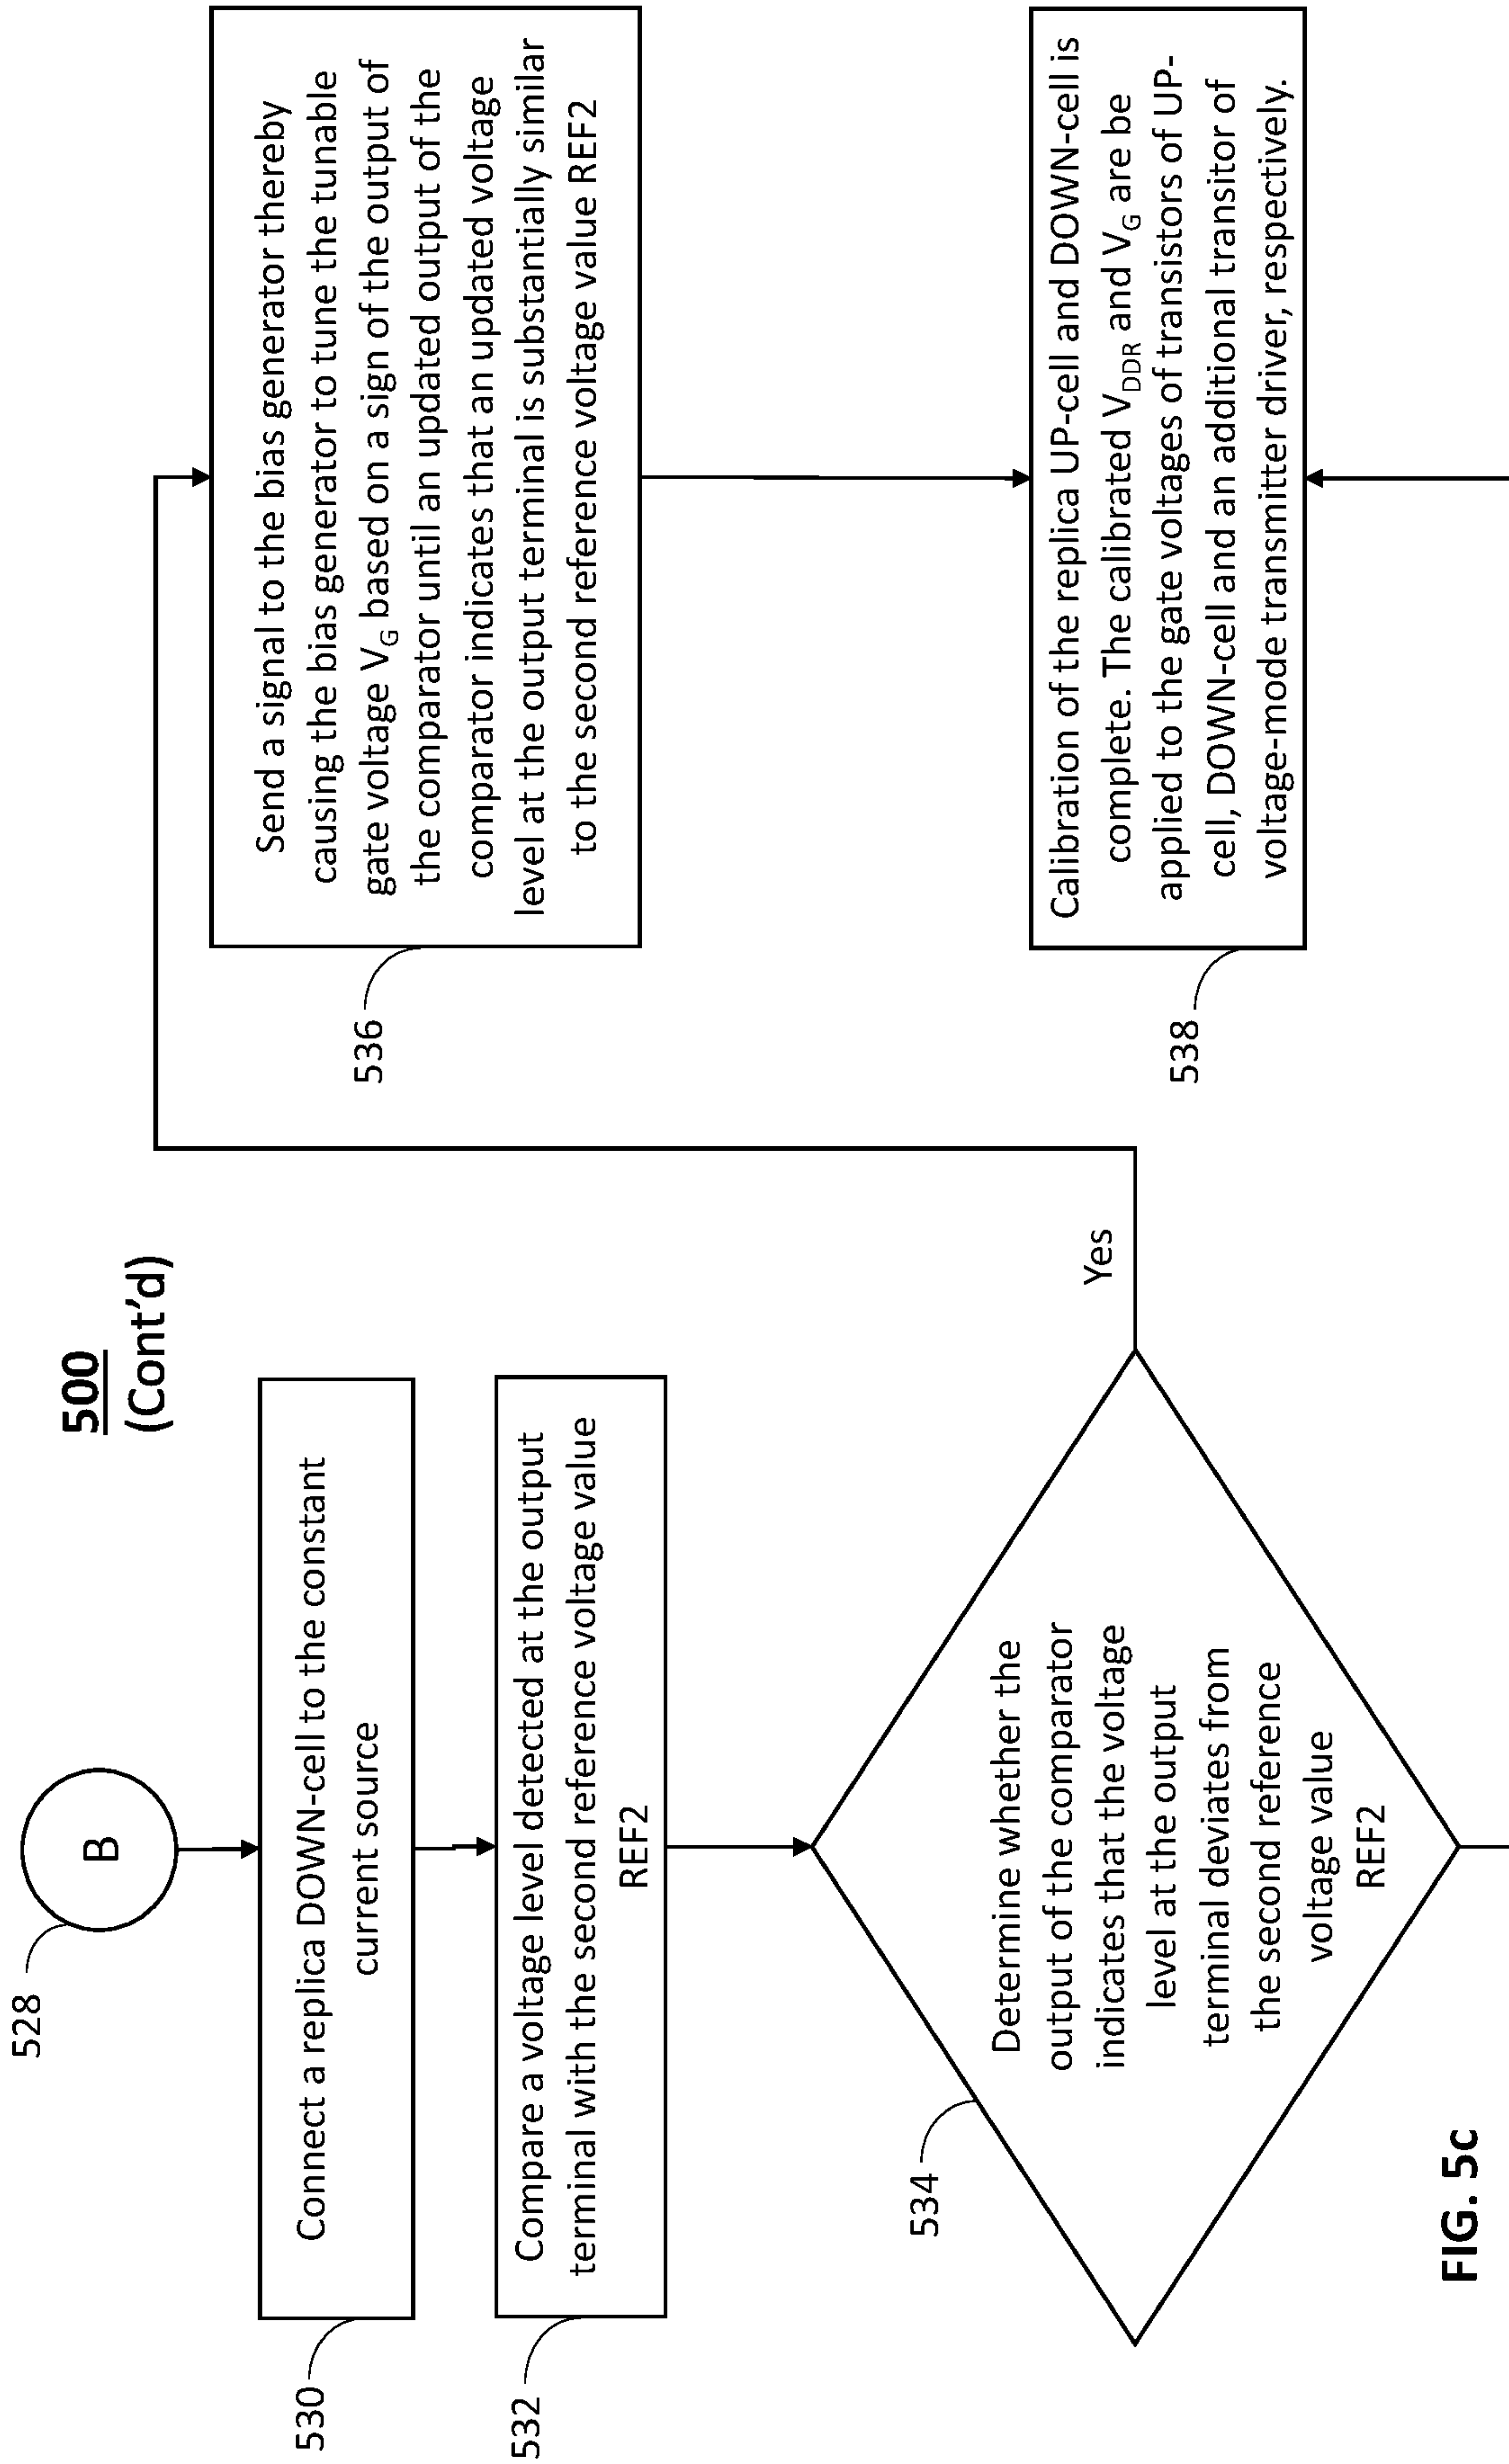 500
(Cont'd)
528
B
530
Connect a replica DOWN-cell to the constant
current source
532
Compare a voltage level detected at the output
terminal with the second reference voltage value
REF2
534
Determine whether the
output of the comparator
indicates that the voltage
level at the output
terminal deviates from
the second reference
voltage value
REF2
Yes
536
Send a signal to the bias generator thereby
causing the bias generator to tune the tunable
gate voltage VG based on a sign of the output of
the comparator until an updated output of the
comparator indicates that an updated voltage
level at the output terminal is substantially similar
to the second reference voltage value REF2
538
Calibration of the replica UP-cell and DOWN-cell is
complete. The calibrated VDDR and VG are be
applied to the gate voltages of transistors of UP-
cell, DOWN-cell and an additional transitor of
voltage-mode transmitter driver, respectively.
FIG. 5c